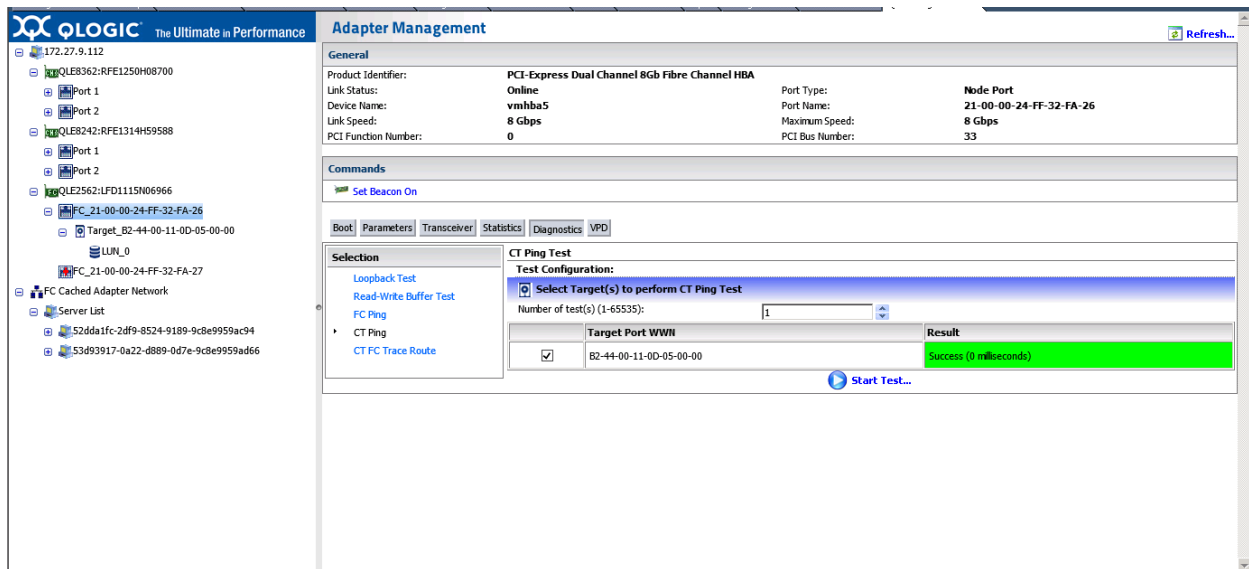 QLOGIC The Ultimate in Performance
172.27.9.112
QLE8362:RFE1250H08700
Port 1
Port 2
QLE8242:RFE1314H59588
Port 1
Port 2
QLE2562:LFD1115N06966
FC_21-00-00-24-FF-32-FA-26
Target_B2-44-00-11-0D-05-00-00
LUN_0
FC_21-00-00-24-FF-32-FA-27
FC Cached Adapter Network
Server List
52dda1fc-2df9-8524-9189-9c8e9959ac94
53d93917-0a22-d889-0d7e-9c8e9959ad66
Adapter Management
Refresh...
General
Product Identifier: PCI-Express Dual Channel 8Gb Fibre Channel HBA
Link Status: Online Port Type: Node Port
Device Name: vmhba5 Port Name: 21-00-00-24-FF-32-FA-26
Link Speed: 8 Gbps Maximum Speed: 8 Gbps
PCI Function Number: 0 PCI Bus Number: 33
Commands
Set Beacon On
Boot Parameters Transceiver Statistics Diagnostics VPD
Selection
Loopback Test
Read-Write Buffer Test
FC Ping
CT Ping
CT FC Trace Route
CT Ping Test
Test Configuration:
Select Target(s) to perform CT Ping Test
Number of test(s) (1-65535): 1
Target Port WWN Result
B2-44-00-11-0D-05-00-00 Success (0 milliseconds)
Start Test...